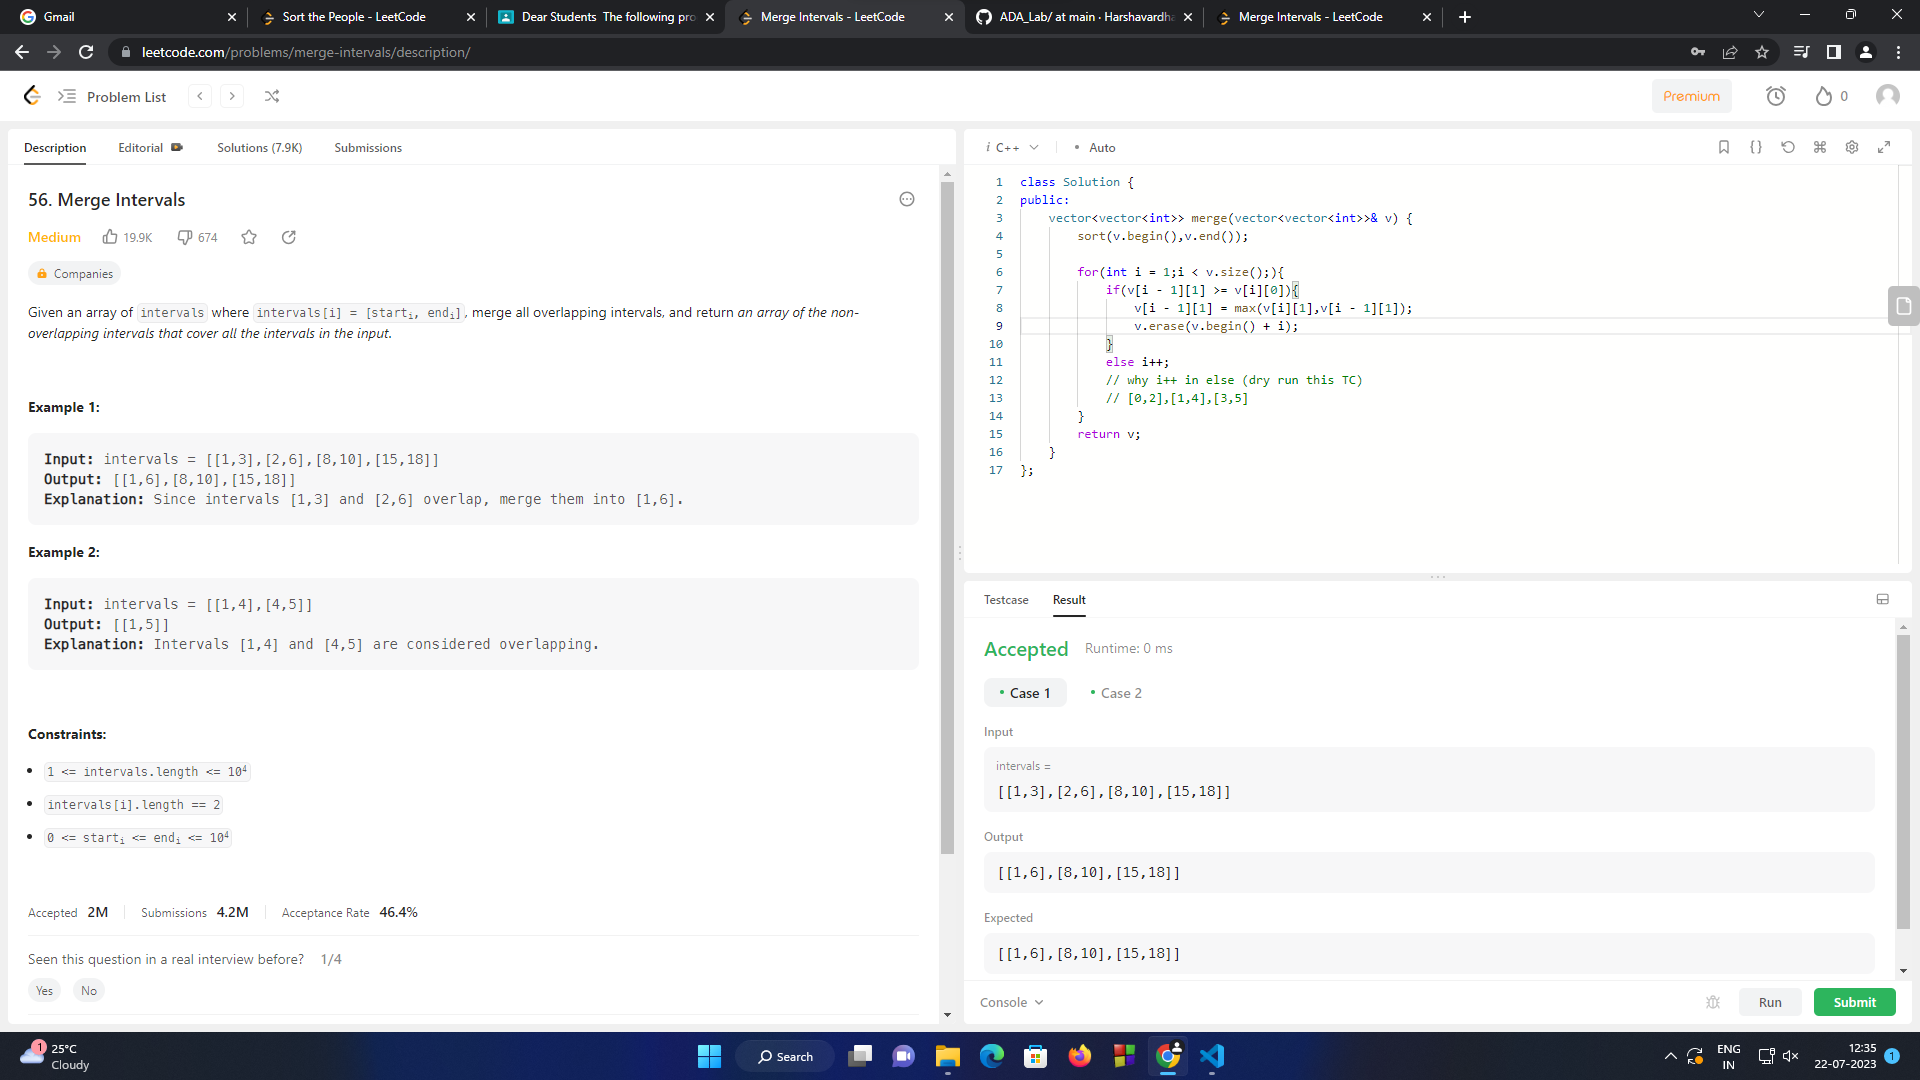 Gmail
Sort the People - LeetCode
Dear Students The following pro
Merge Intervals - LeetCode
ADA_Lab/ at main · Harshavardha
Merge Intervals - LeetCode
leetcode.com/problems/merge-intervals/description/
Problem List
Premium
0
Description
Editorial
Solutions (7.9K)
Submissions
56. Merge Intervals
Medium
19.9K
674
Companies
Given an array of intervals where intervals[i] = [starti, endi], merge all overlapping intervals, and return an array of the non-
overlapping intervals that cover all the intervals in the input.
Example 1:
Input: intervals = [[1,3],[2,6],[8,10],[15,18]]
Output: [[1,6],[8,10],[15,18]]
Explanation: Since intervals [1,3] and [2,6] overlap, merge them into [1,6].
Example 2:
Input: intervals = [[1,4],[4,5]]
Output: [[1,5]]
Explanation: Intervals [1,4] and [4,5] are considered overlapping.
Constraints:
1 <= intervals.length <= 10⁴
intervals[i].length == 2
0 <= starti <= endi <= 10⁴
Accepted 2M
Submissions 4.2M
Acceptance Rate 46.4%
Seen this question in a real interview before? 1/4
Yes
No
i C++
• Auto
1 class Solution {
2 public:
3 vector<vector<int>> merge(vector<vector<int>>& v) {
4 sort(v.begin(),v.end());
5
6 for(int i = 1;i < v.size();){
7 if(v[i - 1][1] >= v[i][0]){
8 v[i - 1][1] = max(v[i][1],v[i - 1][1]);
9 v.erase(v.begin() + i);
10 }
11 else i++;
12 // why i++ in else (dry run this TC)
13 // [0,2],[1,4],[3,5]
14 }
15 return v;
16 }
17 };
Testcase
Result
Accepted
Runtime: 0 ms
• Case 1
• Case 2
Input
intervals =
[[1,3],[2,6],[8,10],[15,18]]
Output
[[1,6],[8,10],[15,18]]
Expected
[[1,6],[8,10],[15,18]]
Console
Run
Submit
1
25°C
Cloudy
Search
ENG
IN
12:35
22-07-2023
1